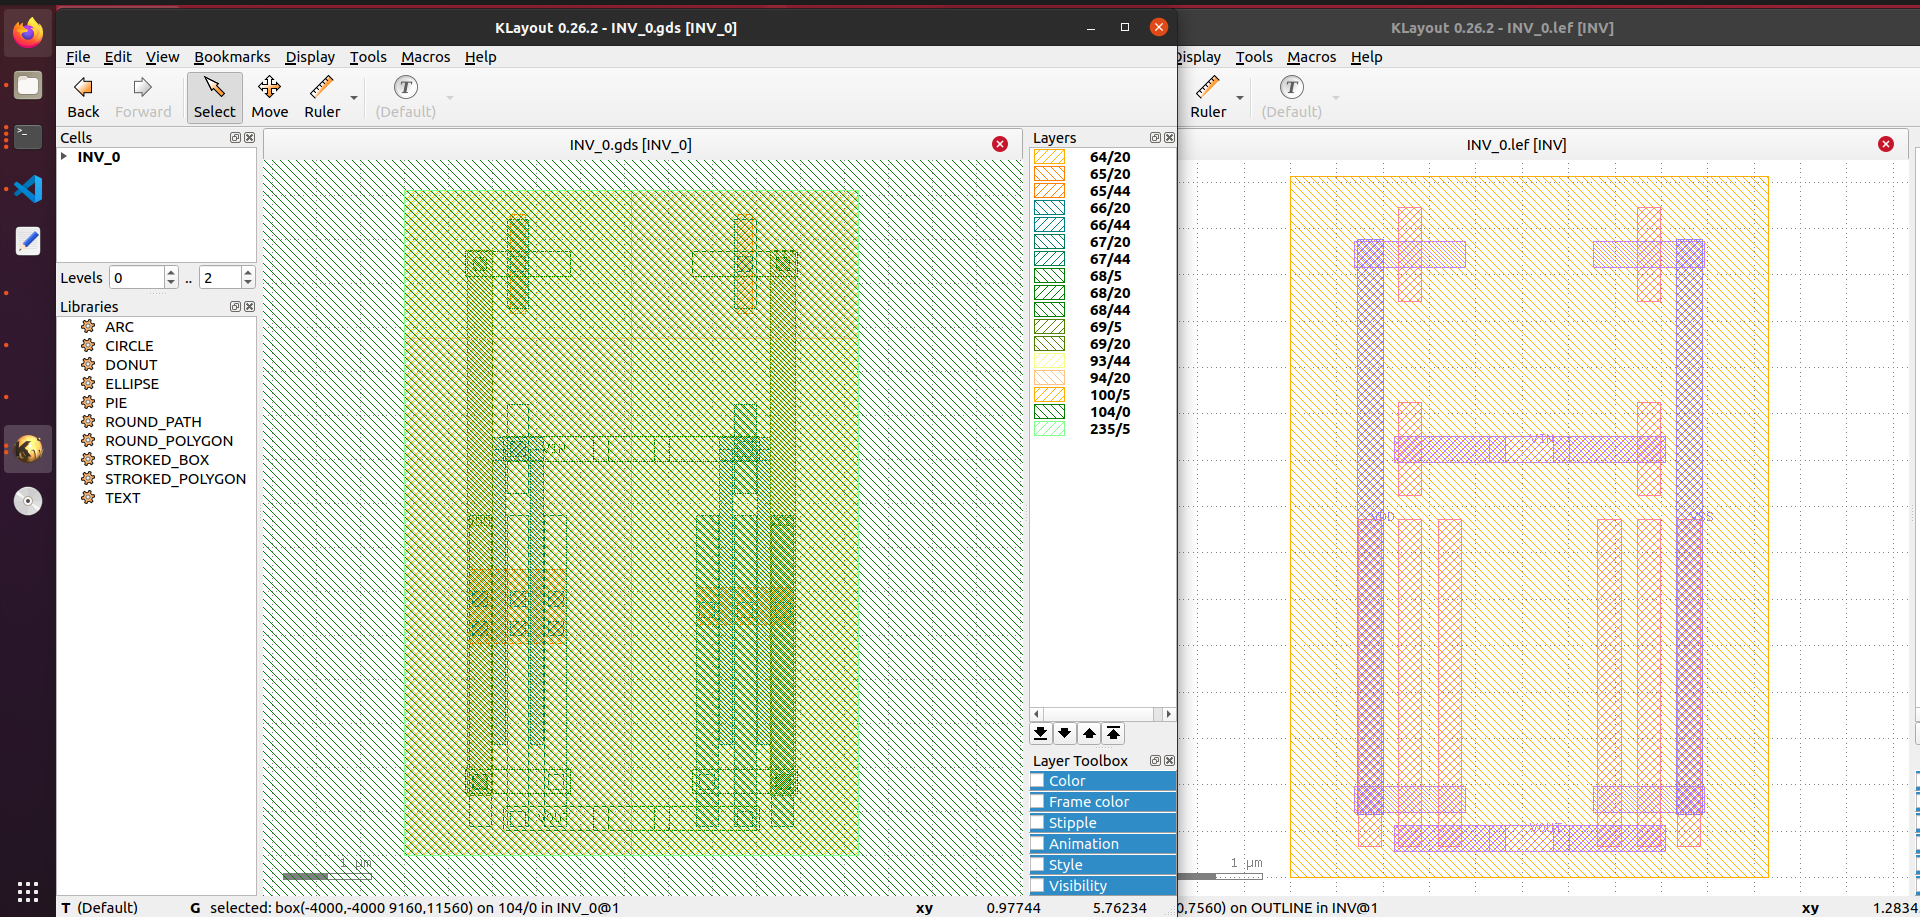 KLayout 0.26.2 - INV_0.gds [INV_0]
KLayout 0.26.2 - INV_0.lef [INV]
File Edit View Bookmarks Display Tools Macros Help
Display Tools Macros Help
Back Forward Select Move Ruler (Default)
Ruler (Default)
Cells
INV_0.gds [INV_0]
Layers
INV_0.lef [INV]
INV_0
Levels 0 .. 2
Libraries
ARC
CIRCLE
DONUT
ELLIPSE
PIE
ROUND_PATH
ROUND_POLYGON
STROKED_BOX
STROKED_POLYGON
TEXT
64/20
65/20
65/44
66/20
66/44
67/20
67/44
68/5
68/20
68/44
69/5
69/20
93/44
94/20
100/5
104/0
235/5
VIN
VIN
VDD
VOUT
1 µm
1 µm
Layer Toolbox
Color
Frame color
Stipple
Animation
Style
Visibility
T (Default) G selected: box(-4000,-4000 9160,11560) on 104/0 in INV_0@1 xy 0.97744 5.76234
0,7560) on OUTLINE in INV@1 xy 1.2834